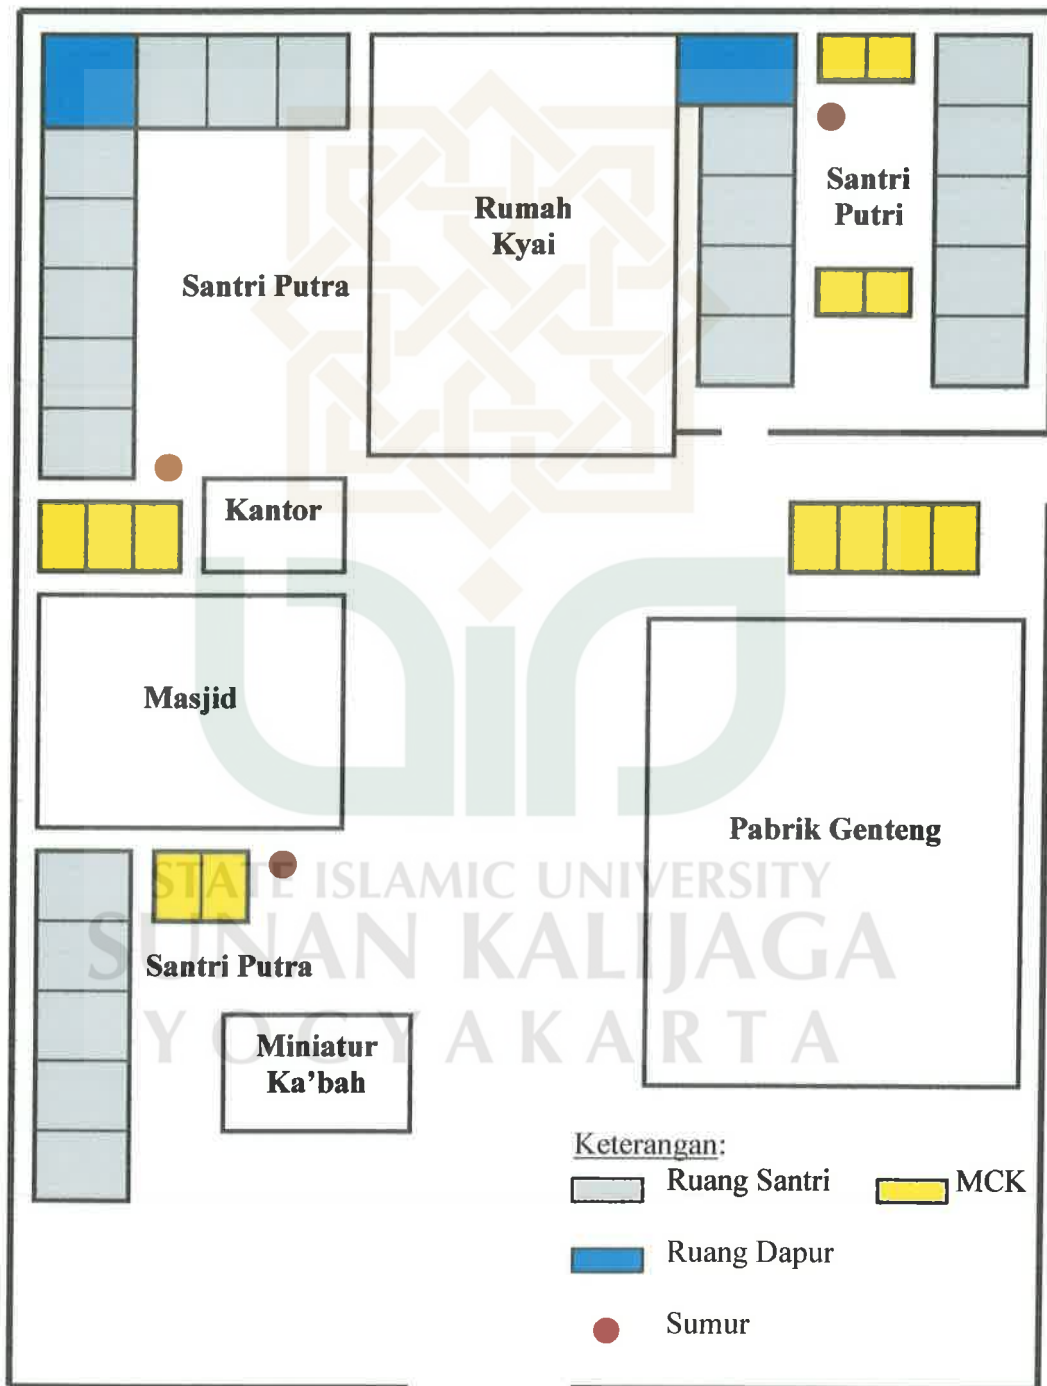 Rumah
Kyai
Santri
Putri
Santri Putra
Kantor
Masjid
Pabrik Genteng
STATE ISLAMIC UNIVERSITY
SUNAN KALIJAGA
YOGYAKARTA
Santri Putra
Miniatur
Ka’bah
Keterangan:
Ruang Santri
MCK
Ruang Dapur
Sumur